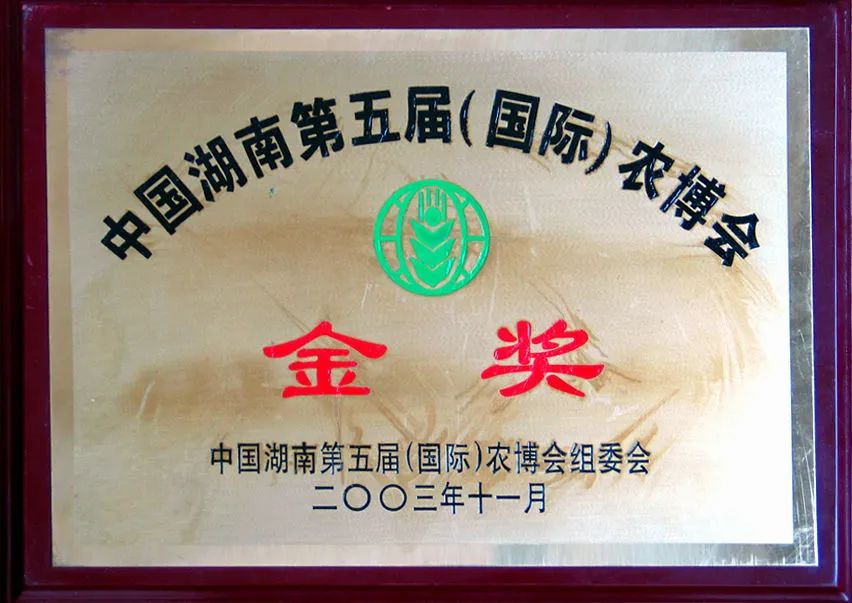 中国湖南第五届(国际)农博会
金奖
中国湖南第五届(国际)农博会组委会
二〇〇三年十一月